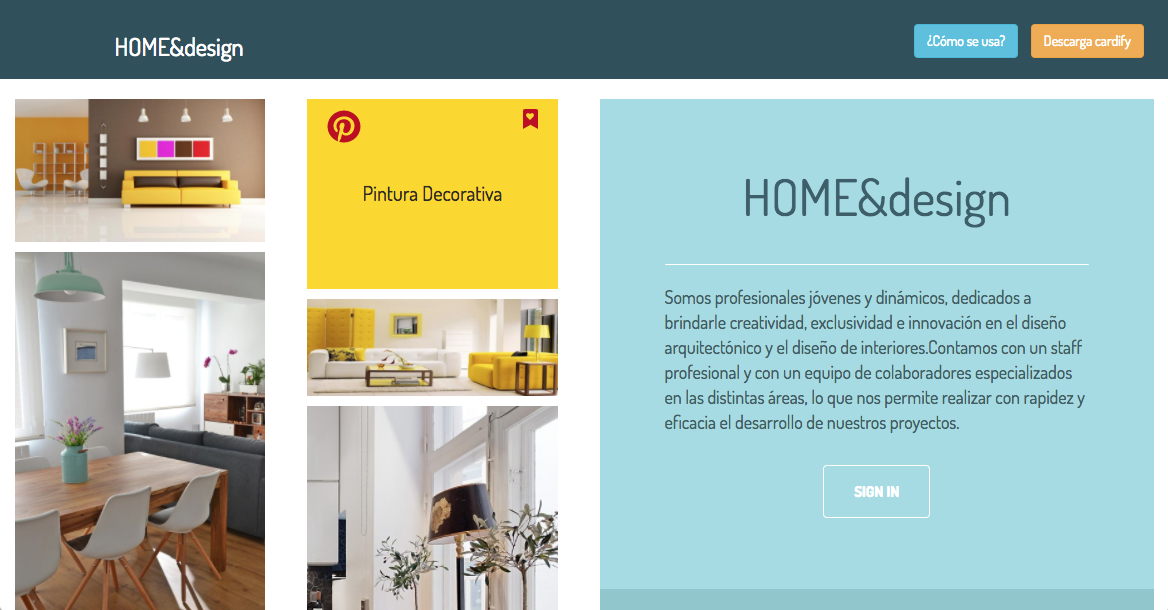 HOME&design
¿Cómo se usa?
Descarga cardify
Pintura Decorativa
HOME&design
Somos profesionales jóvenes y dinámicos, dedicados a
brindarle creatividad, exclusividad e innovación en el diseño
arquitectónico y el diseño de interiores.Contamos con un staff
profesional y con un equipo de colaboradores especializados
en las distintas áreas, lo que nos permite realizar con rapidez y
eficacia el desarrollo de nuestros proyectos.
SIGN IN